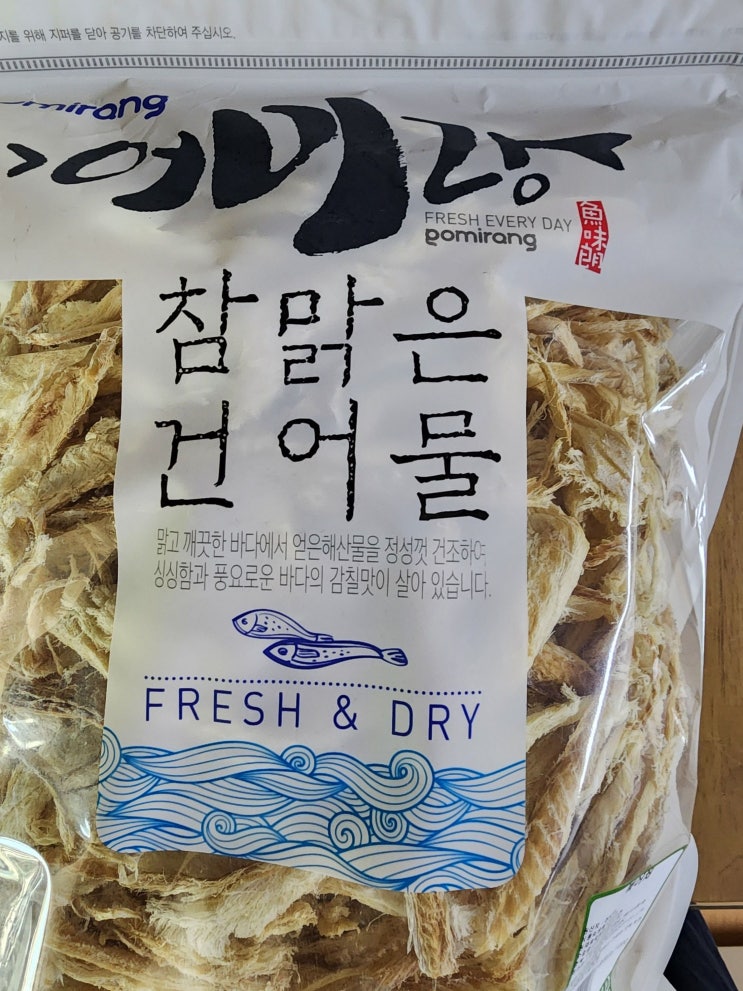 지를 위해 지퍼를 닫아 공기를 차단하여 주십시오.
omirang
어미랑
FRESH EVERY DAY
eomirang
魚味朗
참맑은
건어물
맑고 깨끗한 바다에서 얻은해산물을 정성껏 건조하여
싱싱함과 풍요로운 바다의 감칠맛이 살아 있습니다.
FRESH & DRY